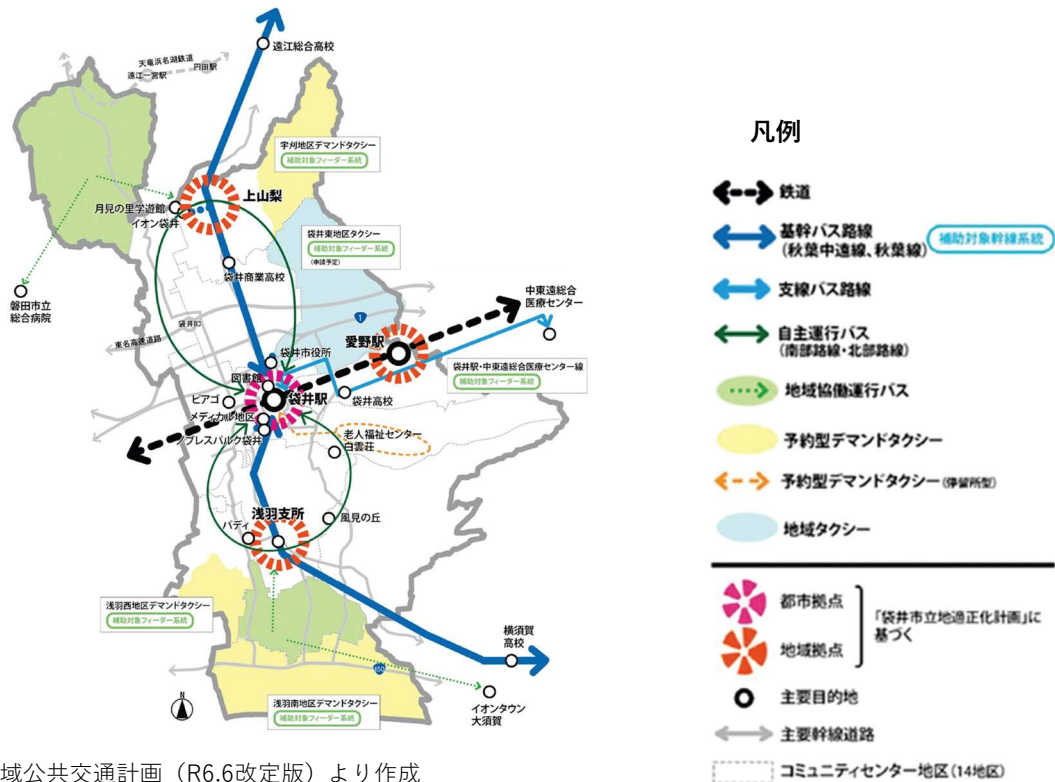 遠江総合高校
天竜浜名湖鉄道
円田駅
遠江一宮駅
宇刈地区デマンドタクシー
補助対象フィーダー系統
上山梨
月見の里学遊館
イオン袋井
袋井東地区タクシー
補助対象フィーダー系統
(申請予定)
袋井商業高校
磐田市立
総合病院
中東遠総合
医療センター
袋井IC
東名高速道路
1
愛野駅
袋井市役所
図書館
袋井駅・中東遠総合医療センター線
補助対象フィーダー系統
ピアゴ
袋井駅
袋井高校
メディカル地区
ノブレスパルク袋井
老人福祉センター
白雲荘
浅羽支所
パディ
風見の丘
浅羽西地区デマンドタクシー
補助対象フィーダー系統
横須賀
高校
150
N
浅羽南地区デマンドタクシー
補助対象フィーダー系統
イオンタウン
大須賀
域公共交通計画（R6.6改定版）より作成
凡例
鉄道
基幹バス路線
(秋葉中遠線、秋葉線)
補助対象幹線系統
支線バス路線
自主運行バス
(南部路線・北部路線)
地域協働運行バス
予約型デマンドタクシー
予約型デマンドタクシー(停留所型)
地域タクシー
都市拠点
地域拠点
「袋井市立地適正化計画」に
基づく
主要目的地
主要幹線道路
コミュニティセンター地区(14地区)